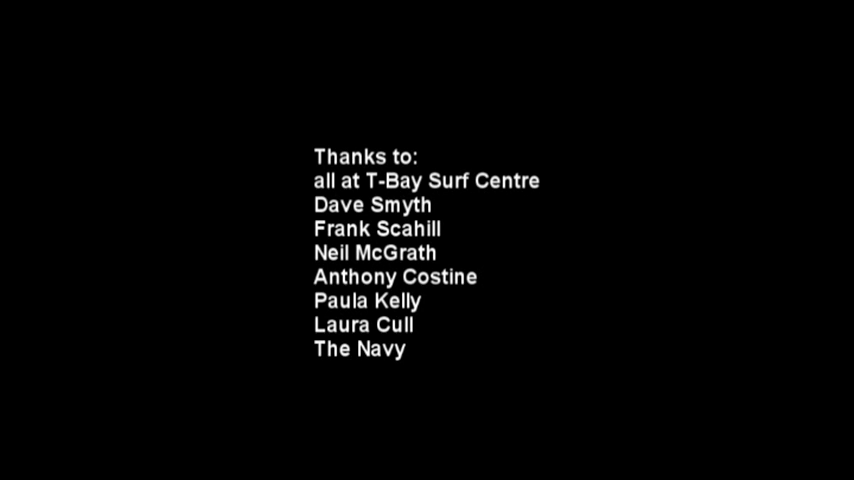 Thanks to:
all at T-Bay Surf Centre
Dave Smyth
Frank Scahill
Neil McGrath
Anthony Costine
Paula Kelly
Laura Cull
The Navy